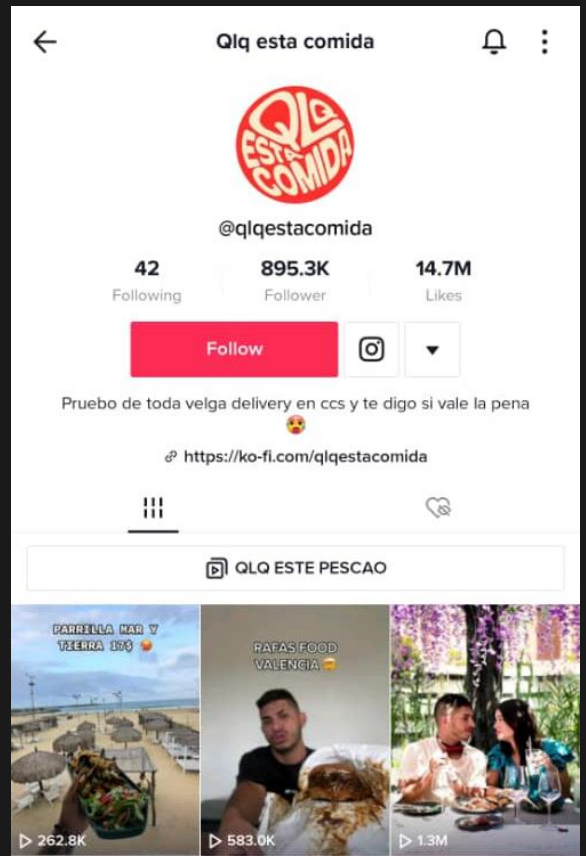 Qlq esta comida
QLQ
ESTA
COMIDA
@qlqestacomida
42 895.3K 14.7M
Following Follower Likes
Follow
Pruebo de toda velga delivery en ccs y te digo si vale la pena
https://ko-fi.com/qlqestacomida
QLQ ESTE PESCAO
PARRILLA MAR Y
TIERRA 17$
262.8K
RAFAS FOOD
VALENCIA
583.0K
1.3M